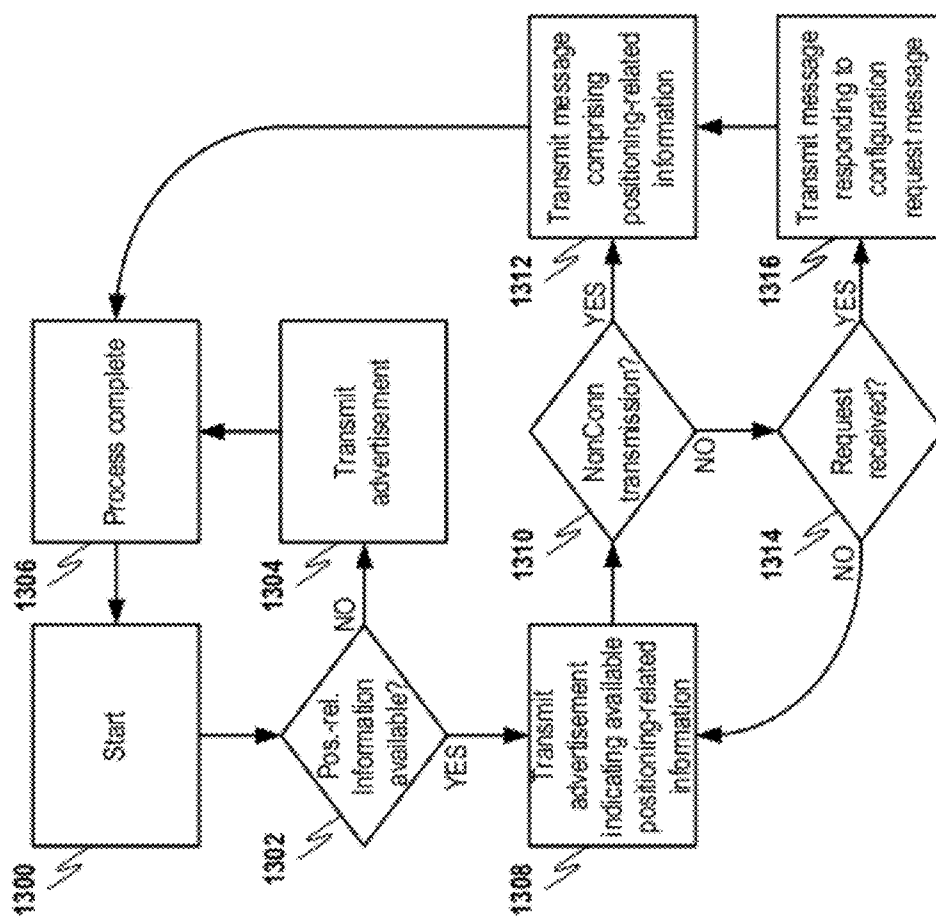 1300
Start
1306
Process complete
1302
Pos.-rel.
Information
available?
NO
YES
1304
Transmit
advertisement
1308
Transmit
advertisement
indicating available
positioning-related
information
1310
NonConn
transmission?
YES
NO
1312
Transmit message
comprising
positioning-related
information
1314
Request
received?
NO
YES
1316
Transmit message
responding to
configuration
request message